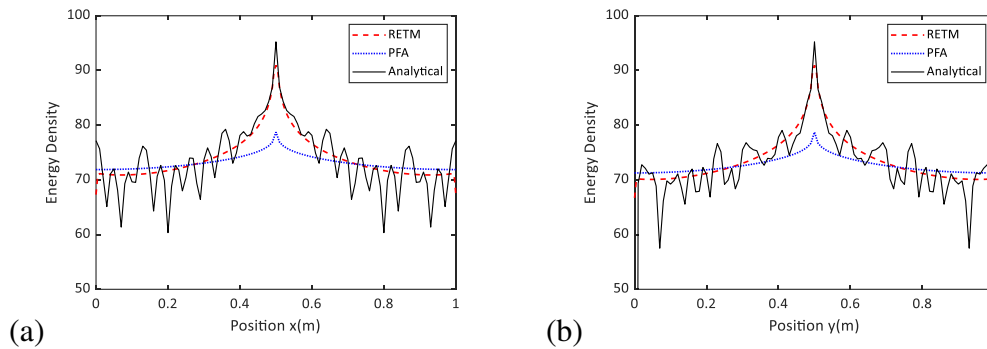 100
90
80
70
60
50
Energy Density
0
0.2
0.4
0.6
0.8
1
Position x(m)
RETM
PFA
Analytical
(a)
100
90
80
70
60
50
Energy Density
0
0.2
0.4
0.6
0.8
Position y(m)
RETM
PFA
Analytical
(b)